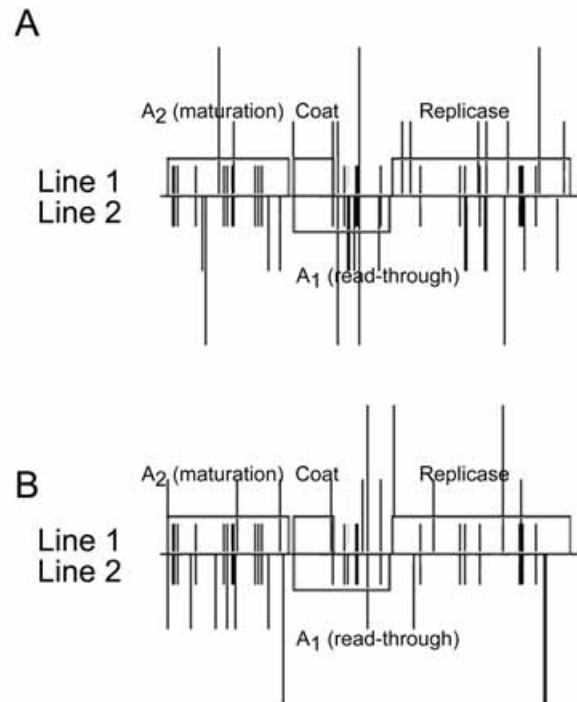 A
A2 (maturation) Coat Replicase
Line 1
Line 2
A1 (read-through)
B
A2 (maturation) Coat Replicase
Line 1
Line 2
A1 (read-through)